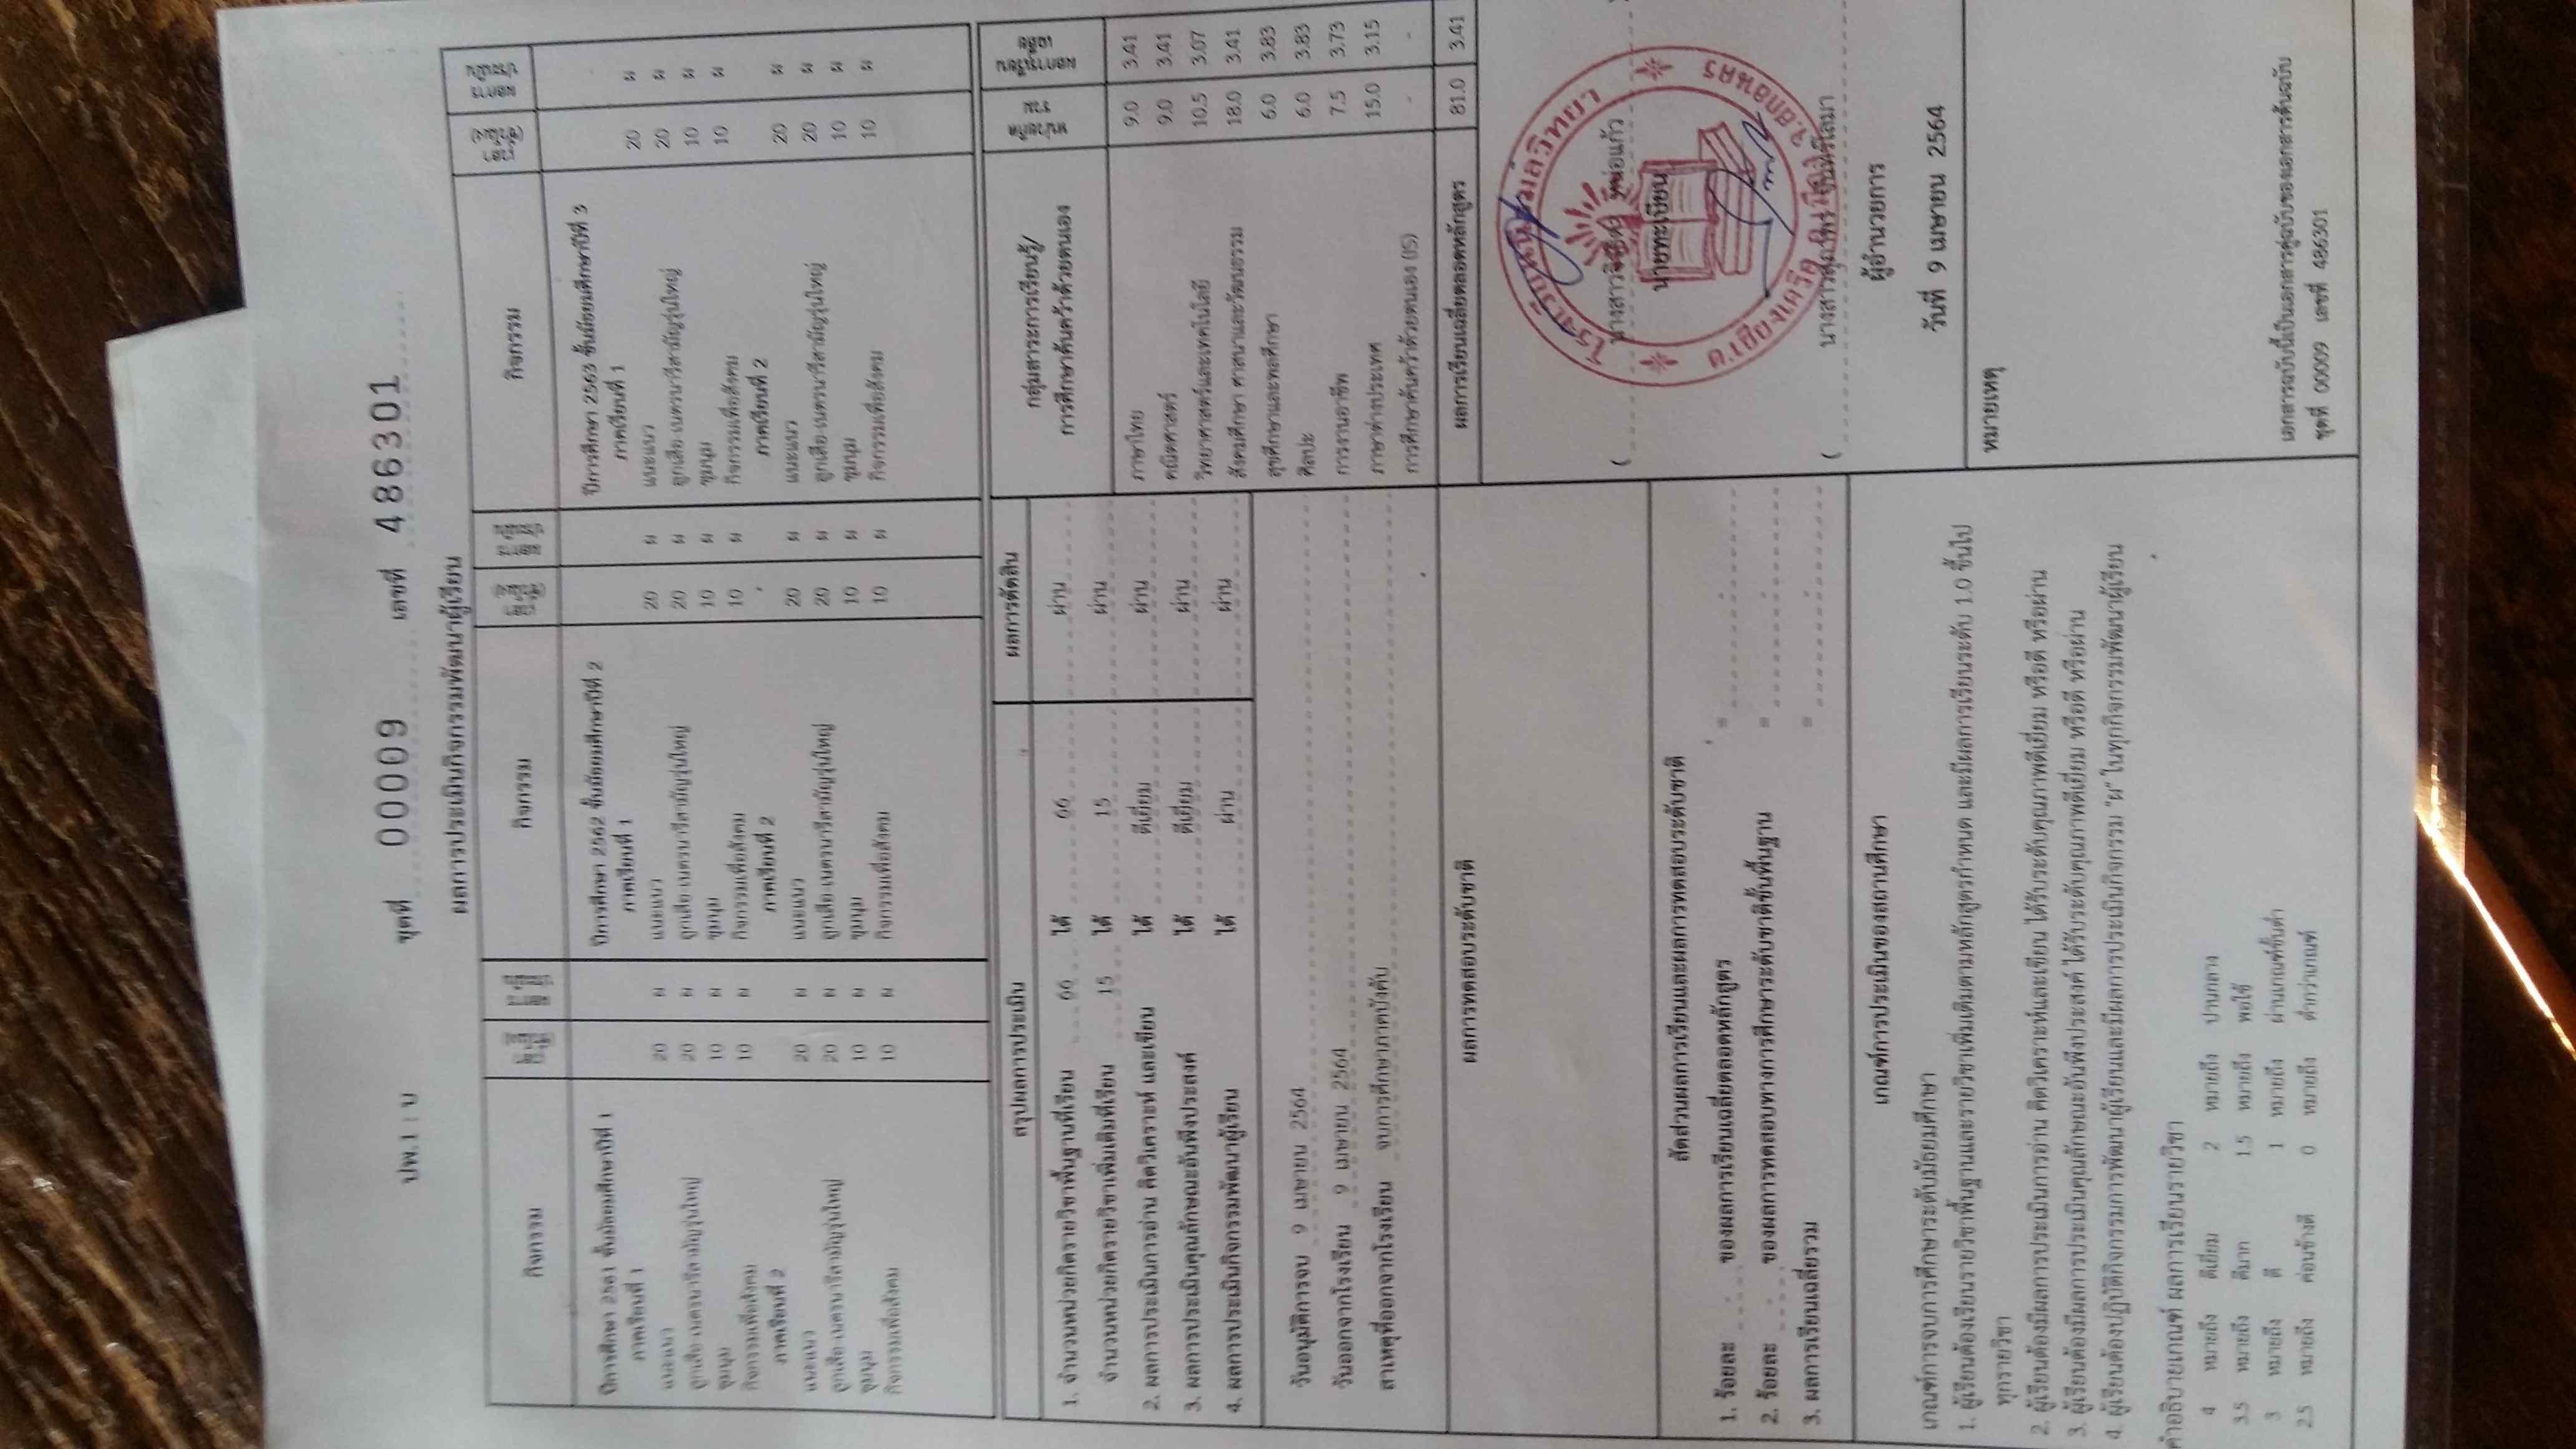 ปพ.1 : บ ชุดที่ 00009 เลขที่ 486301
ผลการประเมินกิจกรรมพัฒนาผู้เรียน
กิจกรรม เวลา (ชั่วโมง) ผลการประเมิน กิจกรรม เวลา (ชั่วโมง) ผลการประเมิน กิจกรรม เวลา (ชั่วโมง) ผลการประเมิน
ปีการศึกษา 2561 ชั้นมัธยมศึกษาปีที่ 1 ปีการศึกษา 2562 ชั้นมัธยมศึกษาปีที่ 2 ปีการศึกษา 2563 ชั้นมัธยมศึกษาปีที่ 3
ภาคเรียนที่ 1 ภาคเรียนที่ 1 ภาคเรียนที่ 1
แนะแนว 20 ผ แนะแนว 20 ผ แนะแนว 20 ผ
ลูกเสือ-เนตรนารีสามัญรุ่นใหญ่ 20 ผ ลูกเสือ-เนตรนารีสามัญรุ่นใหญ่ 20 ผ ลูกเสือ-เนตรนารีสามัญรุ่นใหญ่ 20 ผ
ชุมนุม 10 ผ ชุมนุม 10 ผ ชุมนุม 10 ผ
กิจกรรมเพื่อสังคม 10 ผ กิจกรรมเพื่อสังคม 10 ผ กิจกรรมเพื่อสังคม 10 ผ
ภาคเรียนที่ 2 ภาคเรียนที่ 2 ภาคเรียนที่ 2
แนะแนว 20 ผ แนะแนว 20 ผ แนะแนว 20 ผ
ลูกเสือ-เนตรนารีสามัญรุ่นใหญ่ 20 ผ ลูกเสือ-เนตรนารีสามัญรุ่นใหญ่ 20 ผ ลูกเสือ-เนตรนารีสามัญรุ่นใหญ่ 20 ผ
ชุมนุม 10 ผ ชุมนุม 10 ผ ชุมนุม 10 ผ
กิจกรรมเพื่อสังคม 10 ผ กิจกรรมเพื่อสังคม 10 ผ กิจกรรมเพื่อสังคม 10 ผ
สรุปผลการประเมิน ผลการตัดสิน
1. จำนวนหน่วยกิตรายวิชาพื้นฐานที่เรียน 66 ได้ 66 ผ่าน
จำนวนหน่วยกิตรายวิชาเพิ่มเติมที่เรียน 15 ได้ 15 ผ่าน
2. ผลการประเมินการอ่าน คิดวิเคราะห์ และเขียน ได้ ดีเยี่ยม ผ่าน
3. ผลการประเมินคุณลักษณะอันพึงประสงค์ ได้ ดีเยี่ยม ผ่าน
4. ผลการประเมินกิจกรรมพัฒนาผู้เรียน ได้ ผ่าน ผ่าน
วันอนุมัติการจบ 9 เมษายน 2564
วันออกจากโรงเรียน 9 เมษายน 2564
สาเหตุที่ออกจากโรงเรียน จบการศึกษาภาคบังคับ
กลุ่มสาระการเรียนรู้/
การศึกษาค้นคว้าด้วยตนเอง
หน่วยกิตรวม ผลการเรียนเฉลี่ย
ภาษาไทย 9.0 3.41
คณิตศาสตร์ 9.0 3.41
วิทยาศาสตร์และเทคโนโลยี 10.5 3.07
สังคมศึกษา ศาสนาและวัฒนธรรม 18.0 3.41
สุขศึกษาและพลศึกษา 6.0 3.83
ศิลปะ 6.0 3.83
การงานอาชีพ 7.5 3.73
ภาษาต่างประเทศ 15.0 3.15
การศึกษาค้นคว้าด้วยตนเอง (IS) - -
ผลการเรียนเฉลี่ยตลอดหลักสูตร 81.0 3.41
ผลการทดสอบระดับชาติ
สัดส่วนผลการเรียนและผลการทดสอบระดับชาติ
1. ร้อยละ - ของผลการเรียนเฉลี่ยตลอดหลักสูตร = -
2. ร้อยละ - ของผลการทดสอบทางการศึกษาระดับชาติขั้นพื้นฐาน = -
3. ผลการเรียนเฉลี่ยรวม = -
ต.เชียงเครือ จ.สกลนคร
นายทะเบียน
ผู้อำนวยการ
วันที่ 9 เมษายน 2564
เกณฑ์การประเมินของสถานศึกษา
เกณฑ์การจบการศึกษาระดับมัธยมศึกษา
1. ผู้เรียนต้องเรียนรายวิชาพื้นฐานและรายวิชาเพิ่มเติมตามหลักสูตรกำหนด และมีผลการเรียนระดับ 1.0 ขึ้นไป
ทุกรายวิชา
2. ผู้เรียนต้องมีผลการประเมินการอ่าน คิดวิเคราะห์และเขียน ได้รับระดับคุณภาพดีเยี่ยม หรือดี หรือผ่าน
3. ผู้เรียนต้องมีผลการประเมินคุณลักษณะอันพึงประสงค์ ได้รับระดับคุณภาพดีเยี่ยม หรือดี หรือผ่าน
4. ผู้เรียนต้องปฏิบัติกิจกรรมการพัฒนาผู้เรียนและมีผลการประเมินกิจกรรม "ผ" ในทุกกิจกรรมพัฒนาผู้เรียน
คำอธิบายเกณฑ์ ผลการเรียนรายวิชา
4 หมายถึง ดีเยี่ยม 2 หมายถึง ปานกลาง
3.5 หมายถึง ดีมาก 1.5 หมายถึง พอใช้
3 หมายถึง ดี 1 หมายถึง ผ่านเกณฑ์ขั้นต่ำ
2.5 หมายถึง ค่อนข้างดี 0 หมายถึง ต่ำกว่าเกณฑ์
หมายเหตุ
เอกสารฉบับนี้เป็นเอกสารคู่ฉบับของเอกสารต้นฉบับ
ชุดที่ 00009 เลขที่ 486301